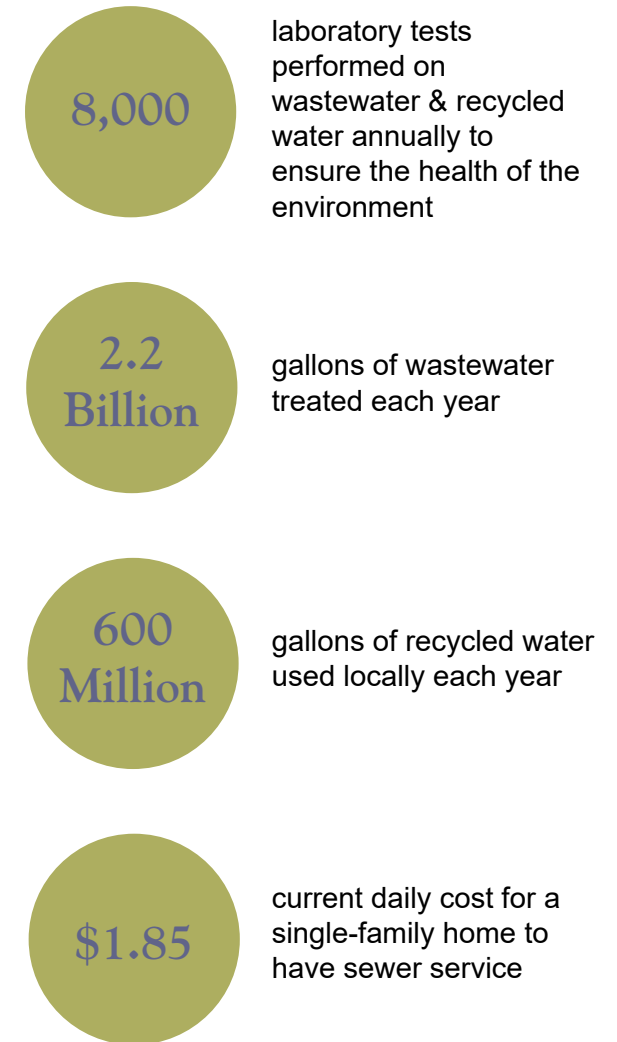 8,000
laboratory tests
performed on
wastewater & recycled
water annually to
ensure the health of the
environment
2.2
Billion
gallons of wastewater
treated each year
600
Million
gallons of recycled water
used locally each year
$1.85
current daily cost for a
single-family home to
have sewer service